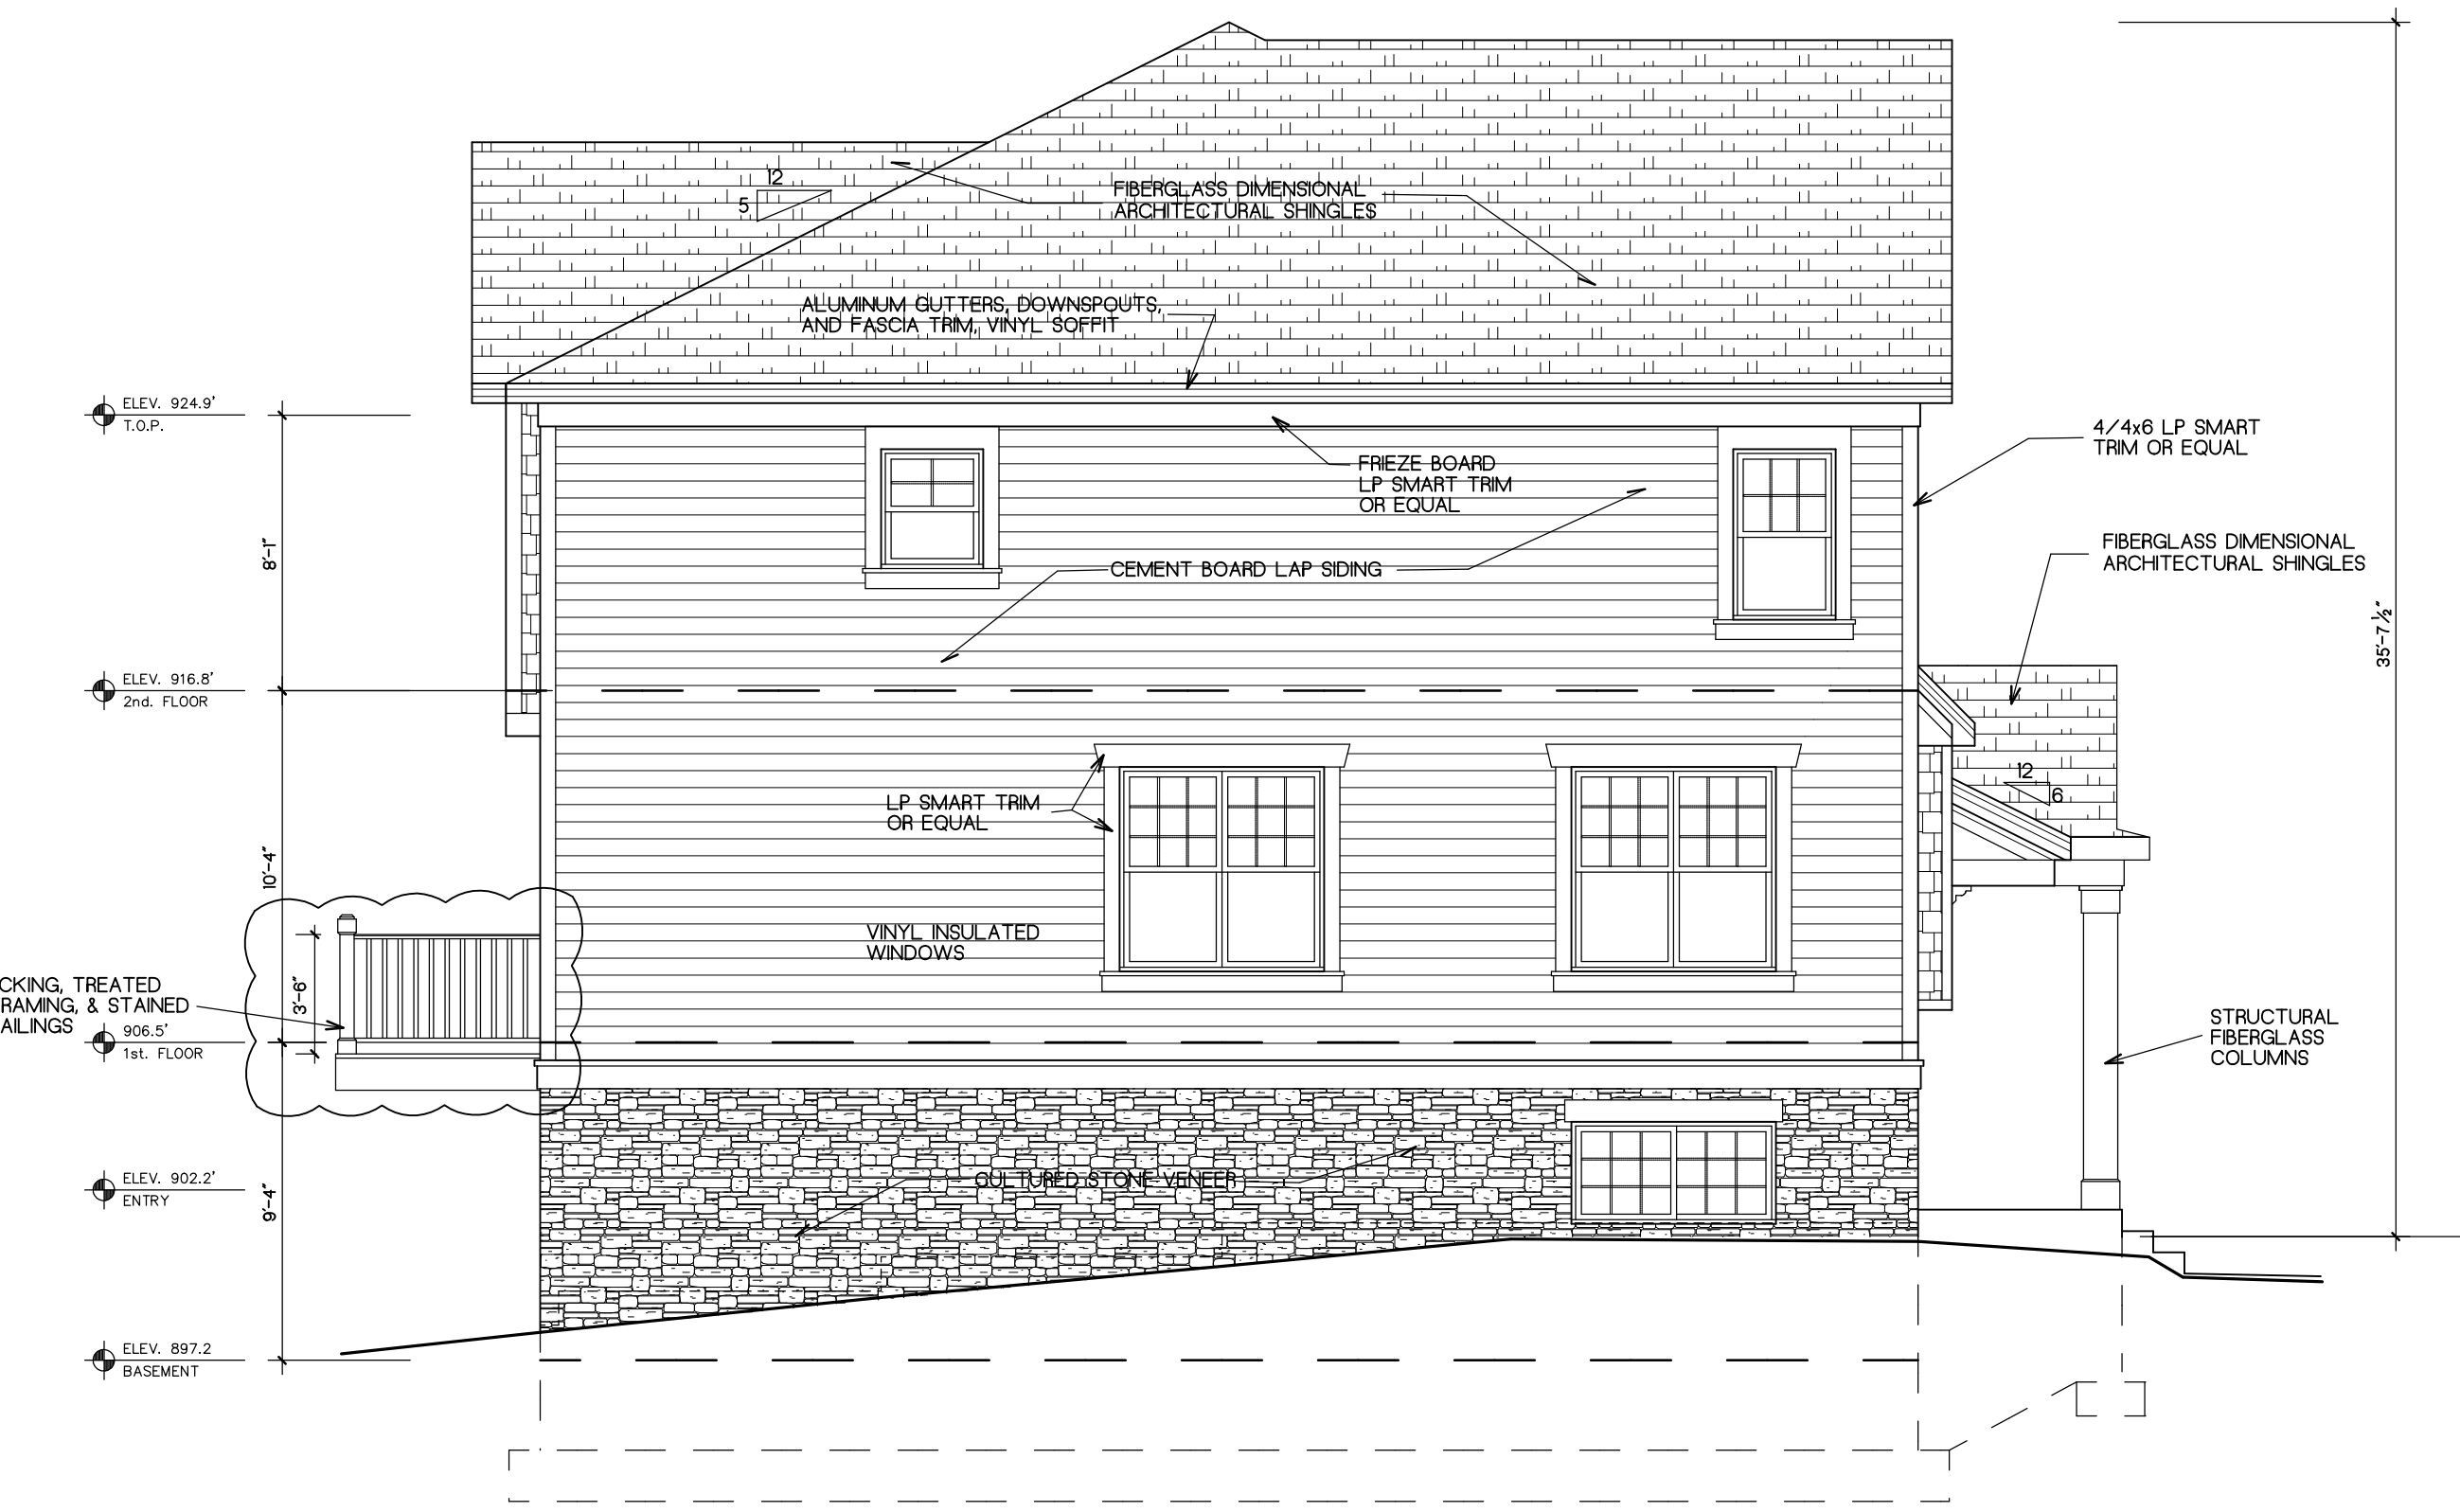 12
5
FIBERGLASS DIMENSIONAL
ARCHITECTURAL SHINGLES
ALUMINUM GUTTERS, DOWNSPOUTS,
AND FASCIA TRIM, VINYL SOFFIT
ELEV. 924.9'
T.O.P.
4/4x6 LP SMART
TRIM OR EQUAL
FRIEZE BOARD
LP SMART TRIM
OR EQUAL
8'-1"
CEMENT BOARD LAP SIDING
FIBERGLASS DIMENSIONAL
ARCHITECTURAL SHINGLES
35'-7 1/2"
ELEV. 916.8'
2nd. FLOOR
12
6
LP SMART TRIM
OR EQUAL
10'-4"
VINYL INSULATED
WINDOWS
CKING, TREATED
RAMING, & STAINED
AILINGS
3'-6"
906.5'
1st. FLOOR
STRUCTURAL
FIBERGLASS
COLUMNS
ELEV. 902.2'
ENTRY
9'-4"
CULTURED STONE VENEER
ELEV. 897.2
BASEMENT